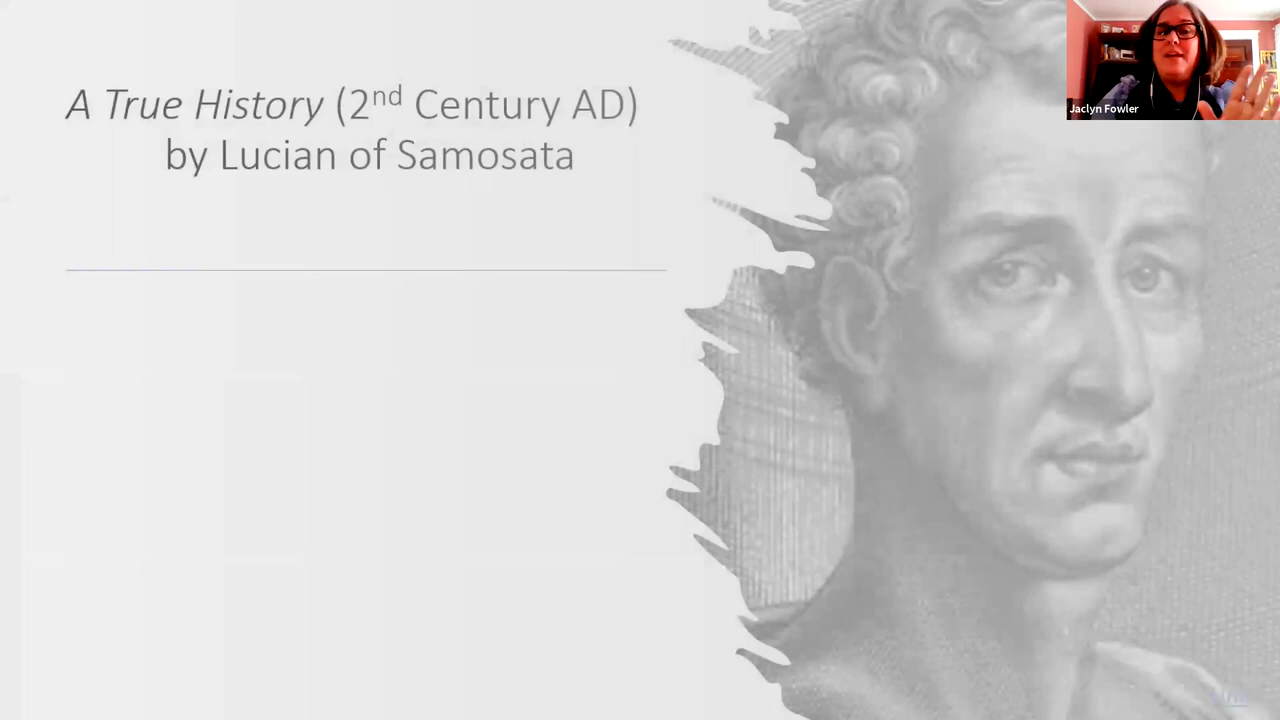 A True History (2nd Century AD)
by Lucian of Samosata
Jaclyn Fowler